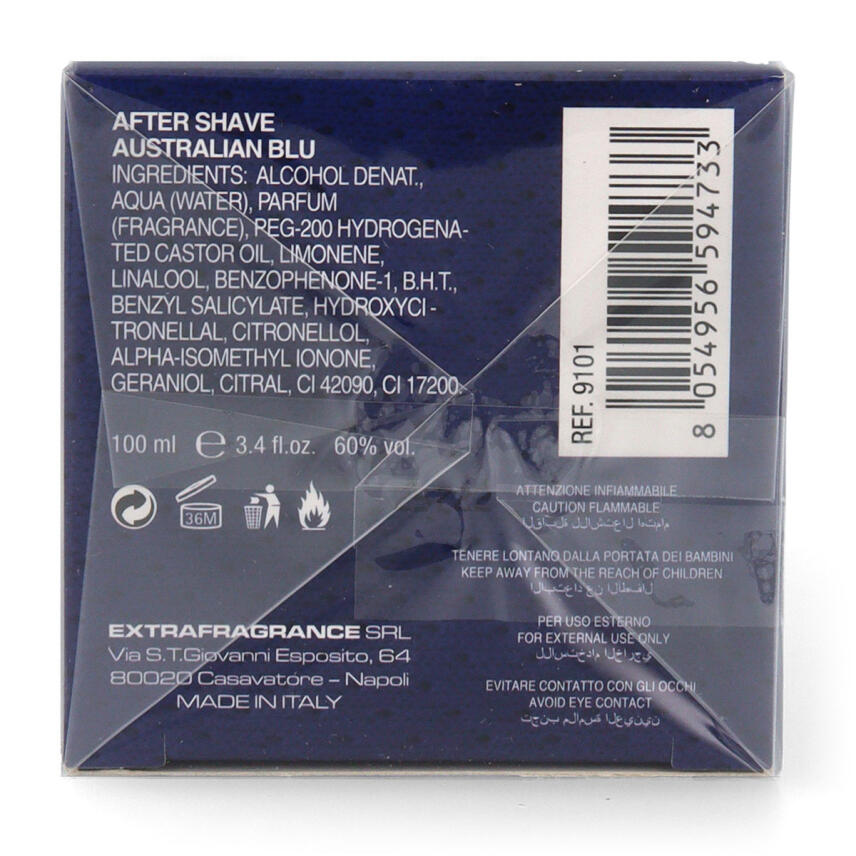 AFTER SHAVE
AUSTRALIAN BLU
INGREDIENTS: ALCOHOL DENAT.,
AQUA (WATER), PARFUM
(FRAGRANCE), PEG-200 HYDROGENA-
TED CASTOR OIL, LIMONENE,
LINALOOL, BENZOPHENONE-1, B.H.T.,
BENZYL SALICYLATE, HYDROXYCI-
TRONELLAL, CITRONELLOL,
ALPHA-ISOMETHYL IONONE,
GERANIOL, CITRAL, CI 42090, CI 17200.
100 ml ℮ 3.4 fl.oz. 60% vol.
36M
EXTRAFRAGRANCE SRL
Via S.T.Giovanni Esposito, 64
80020 Casavatore - Napoli
MADE IN ITALY
REF. 9101
8 054956 594733
ATTENZIONE INFIAMMABILE
CAUTION FLAMMABLE
TENERE LONTANO DALLA PORTATA DEI BAMBINI
KEEP AWAY FROM THE REACH OF CHILDREN
PER USO ESTERNO
FOR EXTERNAL USE ONLY
EVITARE CONTATTO CON GLI OCCHI
AVOID EYE CONTACT